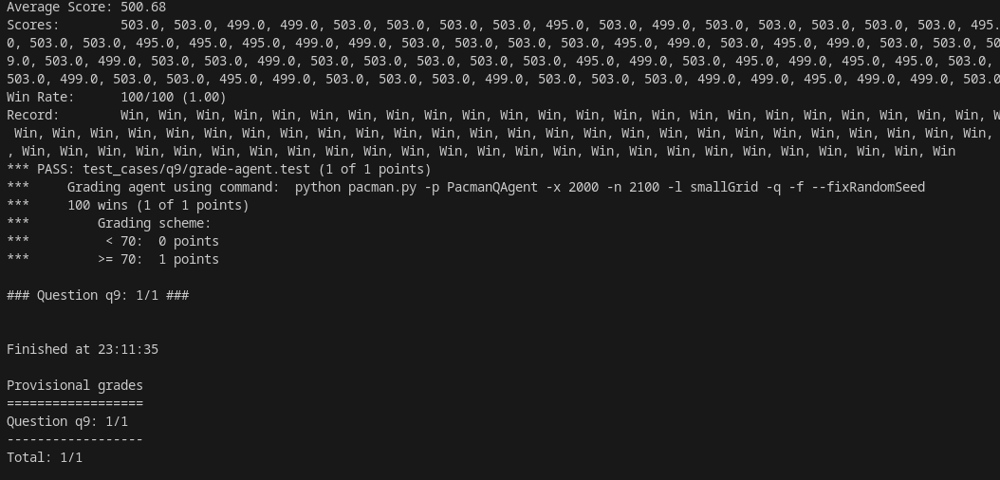 Average Score: 500.68
Scores:        503.0, 503.0, 499.0, 499.0, 503.0, 503.0, 503.0, 503.0, 495.0, 503.0, 499.0, 503.0, 503.0, 503.0, 503.0, 503.0, 495.
0, 503.0, 503.0, 495.0, 495.0, 495.0, 499.0, 499.0, 503.0, 503.0, 503.0, 503.0, 495.0, 499.0, 503.0, 495.0, 499.0, 503.0, 503.0, 50
9.0, 503.0, 499.0, 503.0, 503.0, 499.0, 503.0, 503.0, 503.0, 503.0, 495.0, 499.0, 503.0, 495.0, 499.0, 495.0, 495.0, 503.0,
503.0, 499.0, 503.0, 503.0, 495.0, 499.0, 503.0, 503.0, 503.0, 499.0, 503.0, 503.0, 499.0, 499.0, 499.0, 495.0, 499.0, 499.0, 503.0
Win Rate:      100/100 (1.00)
Record:        Win, Win, Win, Win, Win, Win, Win, Win, Win, Win, Win, Win, Win, Win, Win, Win, Win, Win, Win, Win, Win, Win, Win, W
 Win, Win, Win, Win, Win, Win, Win, Win, Win, Win, Win, Win, Win, Win, Win, Win, Win, Win, Win, Win, Win, Win, Win, Win, Win, Win,
, Win, Win, Win, Win, Win, Win, Win, Win, Win, Win, Win, Win, Win, Win, Win, Win, Win, Win, Win, Win, Win, Win, Win, Win, Win
*** PASS: test_cases/q9/grade-agent.test (1 of 1 points)
***     Grading agent using command:  python pacman.py -p PacmanQAgent -x 2000 -n 2100 -l smallGrid -q -f --fixRandomSeed
***     100 wins (1 of 1 points)
***         Grading scheme:
***          < 70:  0 points
***         >= 70:  1 points
### Question q9: 1/1 ###
Finished at 23:11:35
Provisional grades
==================
Question q9: 1/1
------------------
Total: 1/1